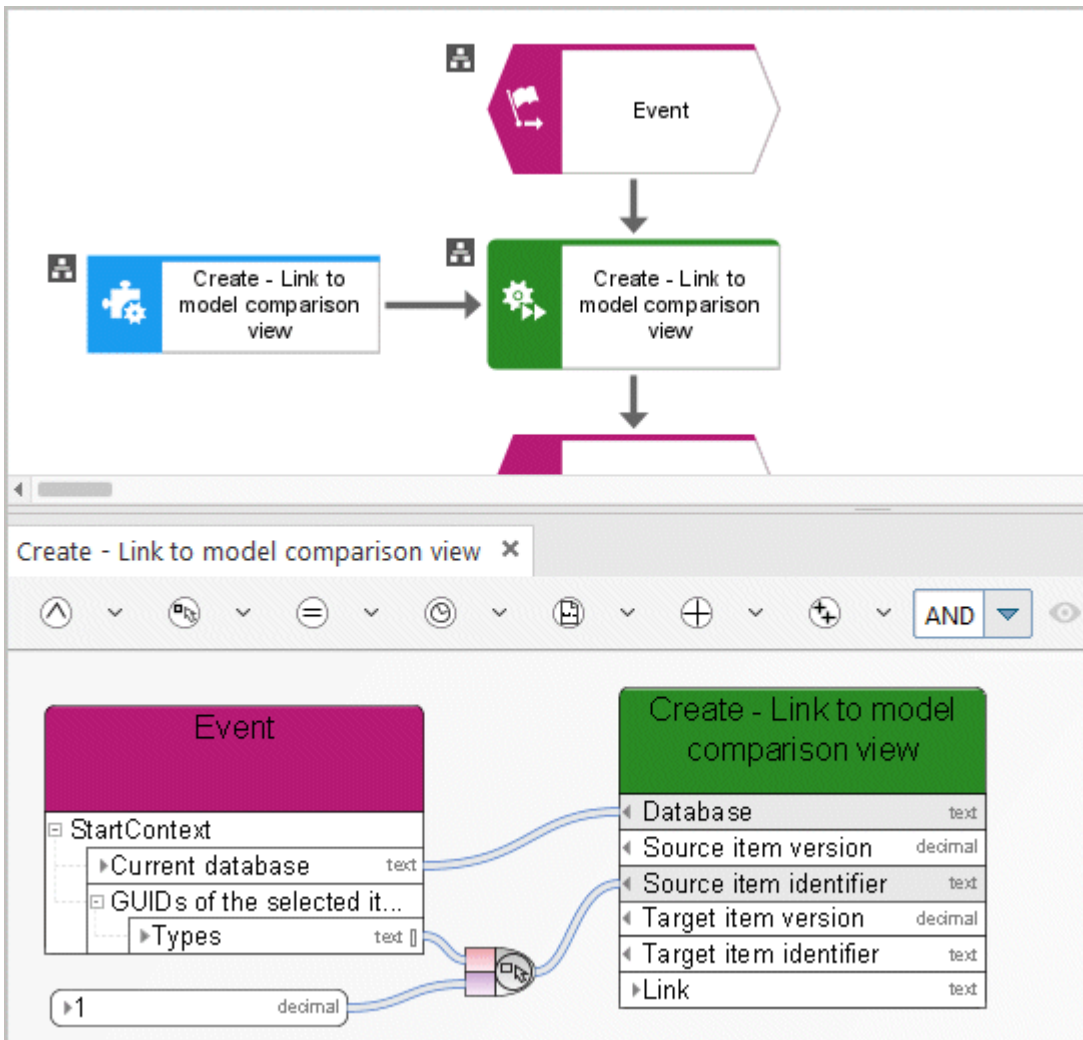 Event
Create - Link to
model comparison
view
Create - Link to
model comparison
view
Create - Link to model comparison view
AND
Event
StartContext
Current database text
GUIDs of the selected it...
Types text []
1 decimal
Create - Link to model
comparison view
Database text
Source item version decimal
Source item identifier text
Target item version decimal
Target item identifier text
Link text